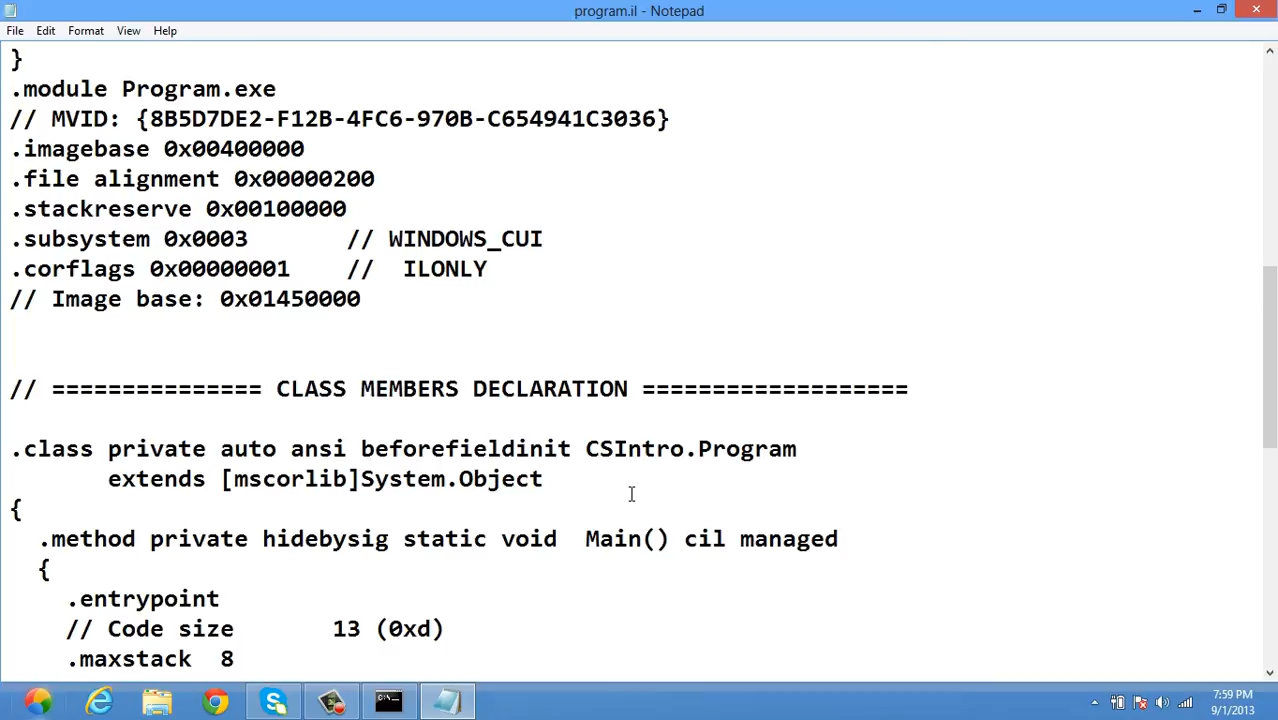 program.il - Notepad
File Edit Format View Help
}
.module Program.exe
// MVID: {8B5D7DE2-F12B-4FC6-970B-C654941C3036}
.imagebase 0x00400000
.file alignment 0x00000200
.stackreserve 0x00100000
.subsystem 0x0003       // WINDOWS_CUI
.corflags 0x00000001    //  ILONLY
// Image base: 0x01450000
// =============== CLASS MEMBERS DECLARATION ===================
.class private auto ansi beforefieldinit CSIntro.Program
       extends [mscorlib]System.Object
{
  .method private hidebysig static void  Main() cil managed
  {
    .entrypoint
    // Code size       13 (0xd)
    .maxstack  8
C:\.
7:59 PM
9/1/2013